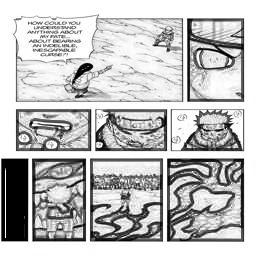 HOW COULD YOU
UNDERSTAND
ANYTHING ABOUT
MY FATE...
ABOUT BEARING
AN INDELIBLE,
INESCAPABLE
CURSE?!